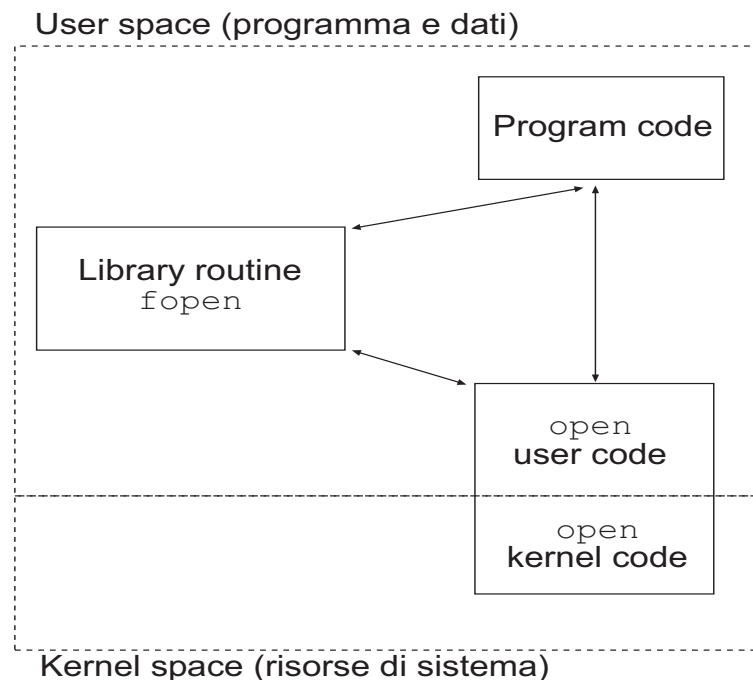 User space (programma e dati)
Program code
Library routine
fopen
open
user code
open
kernel code
Kernel space (risorse di sistema)